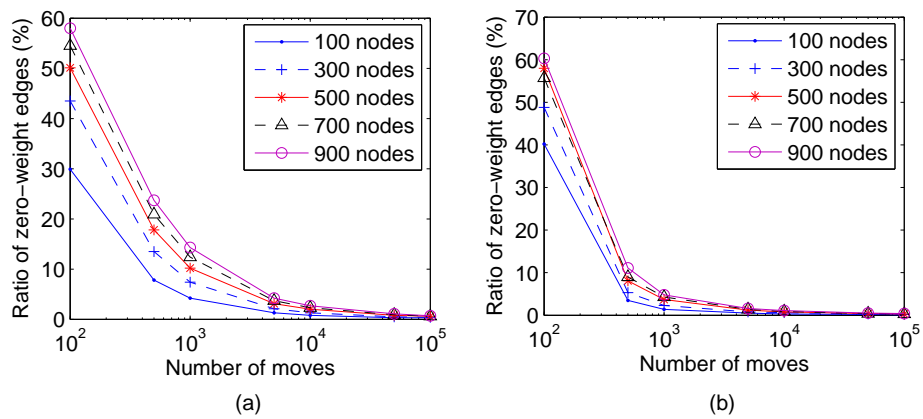 Ratio of zero-weight edges (%)
60
50
40
30
20
10
0
10^2
10^3
10^4
10^5
Number of moves
100 nodes
300 nodes
500 nodes
700 nodes
900 nodes
(a)
Ratio of zero-weight edges (%)
70
60
50
40
30
20
10
0
10^2
10^3
10^4
10^5
Number of moves
100 nodes
300 nodes
500 nodes
700 nodes
900 nodes
(b)